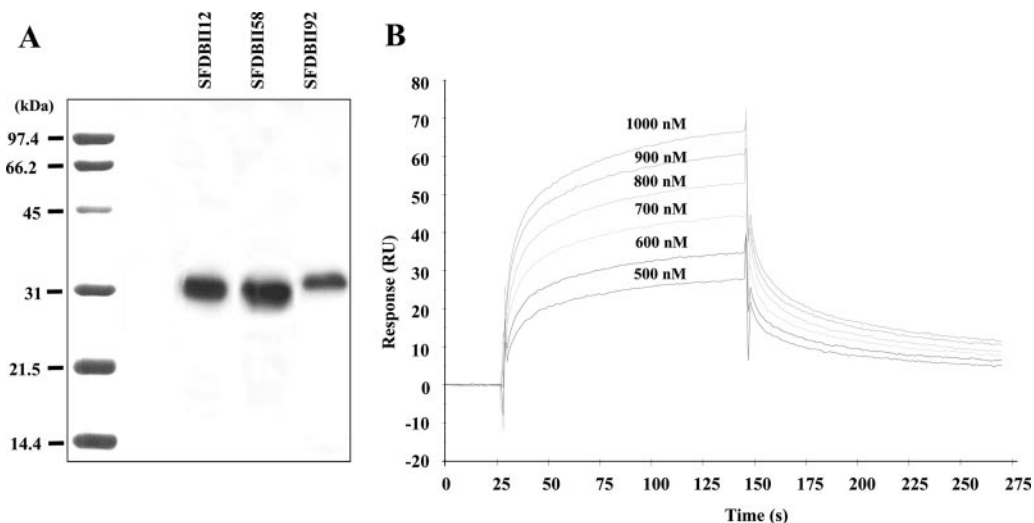 A
SFDBII12
SFDBII58
SFDBII92
(kDa)
97.4
66.2
45
31
21.5
14.4
B
80
70
60
50
40
30
20
10
0
-10
-20
Response (RU)
1000 nM
900 nM
800 nM
700 nM
600 nM
500 nM
0 25 50 75 100 125 150 175 200 225 250 275
Time (s)